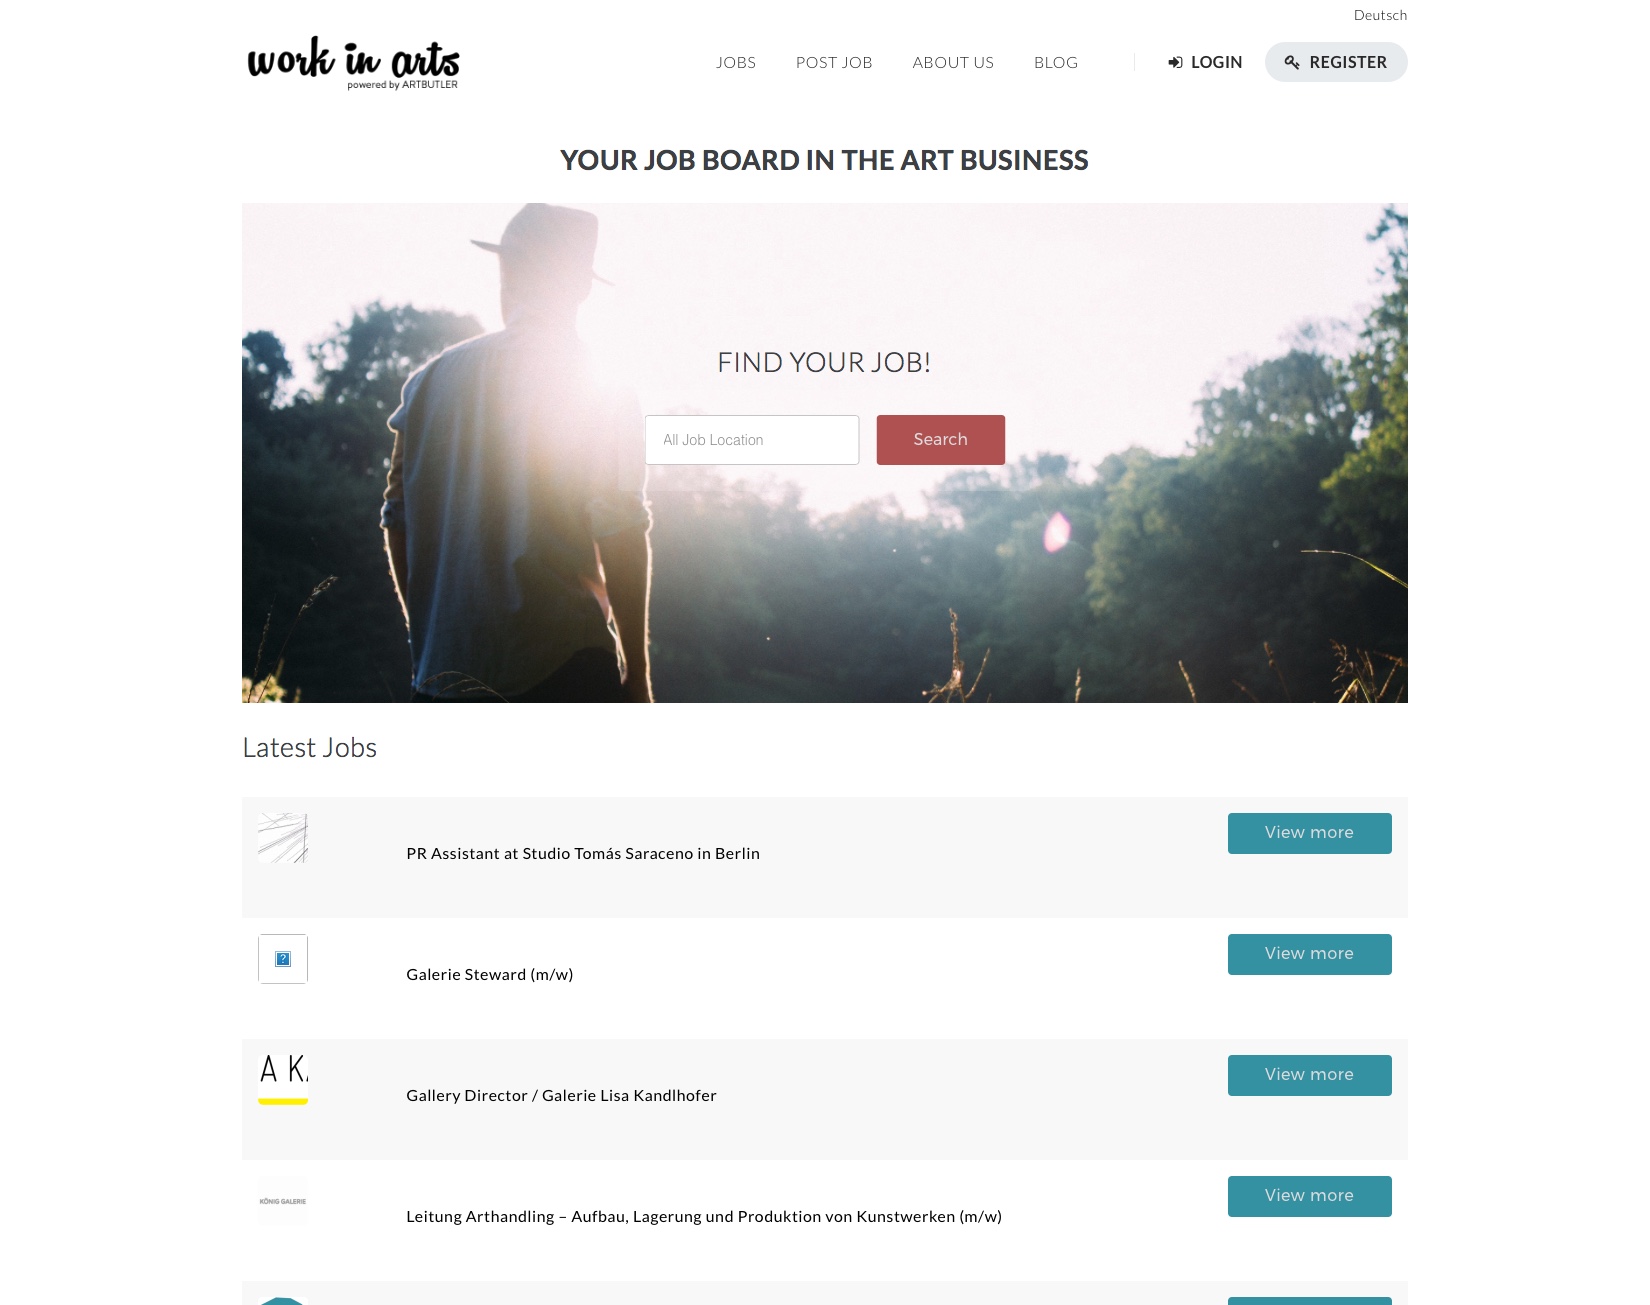 Deutsch
work in arts
powered by ARTBUTLER
JOBS
POST JOB
ABOUT US
BLOG
LOGIN
REGISTER
YOUR JOB BOARD IN THE ART BUSINESS
FIND YOUR JOB!
All Job Location
Search
Latest Jobs
PR Assistant at Studio Tomás Saraceno in Berlin
View more
?
Galerie Steward (m/w)
View more
A K
Gallery Director / Galerie Lisa Kandlhofer
View more
KÖNIG GALERIE
Leitung Arthandling – Aufbau, Lagerung und Produktion von Kunstwerken (m/w)
View more